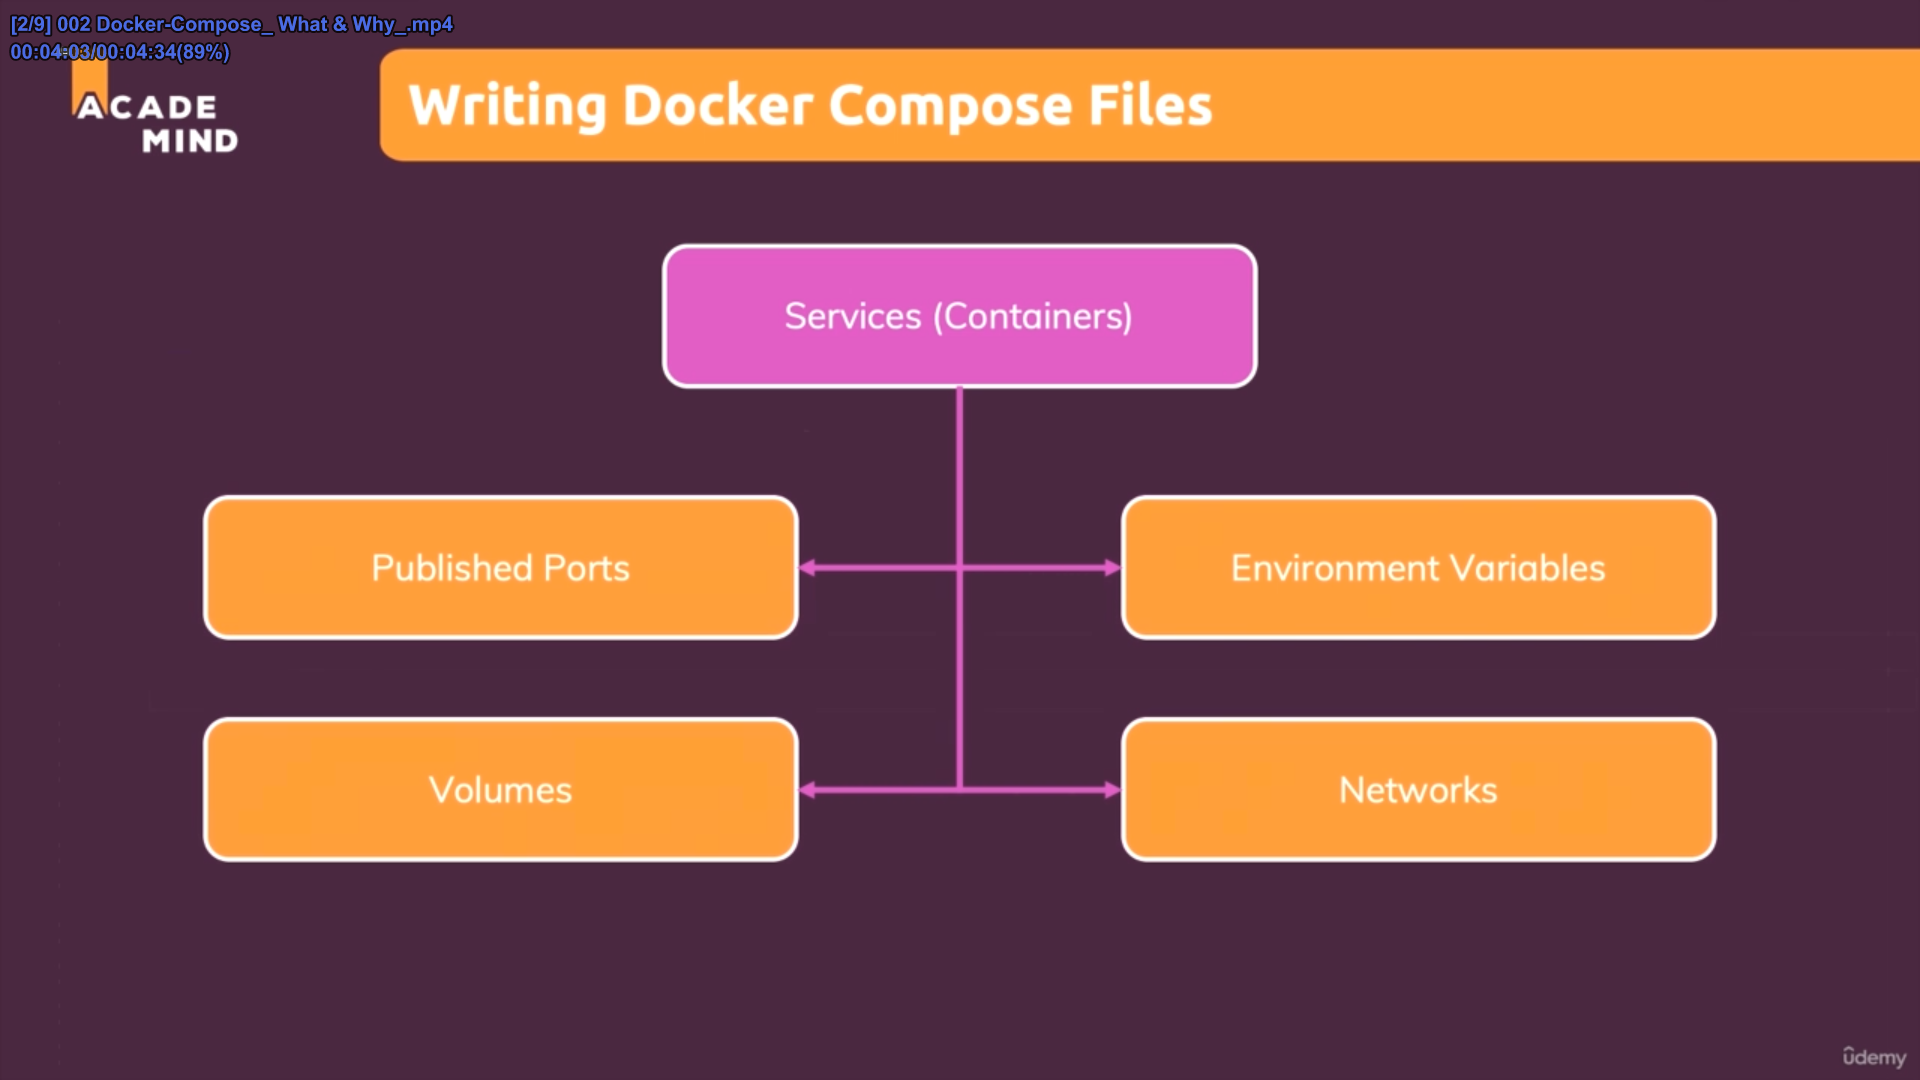 [2/9] 002 Docker-Compose_ What & Why_.mp4
00:04:03/00:04:34(89%)
ACADE
MIND
Writing Docker Compose Files
Services (Containers)
Published Ports
Environment Variables
Volumes
Networks
ûdemy